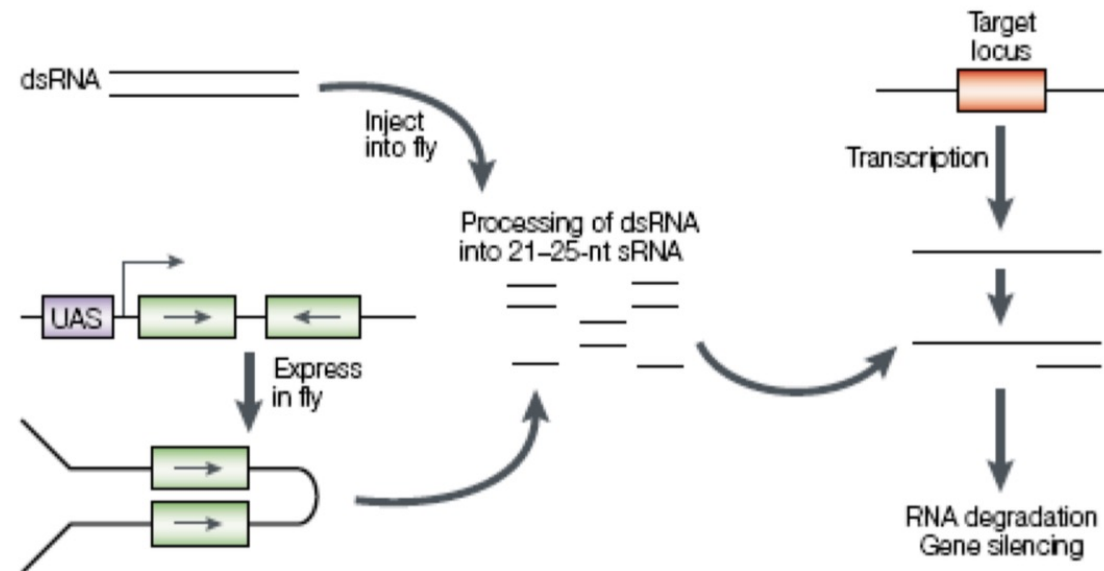 dsRNA
Inject
into fly
Target
locus
Transcription
Processing of dsRNA
into 21–25-nt sRNA
UAS
Express
in fly
RNA degradation
Gene silencing